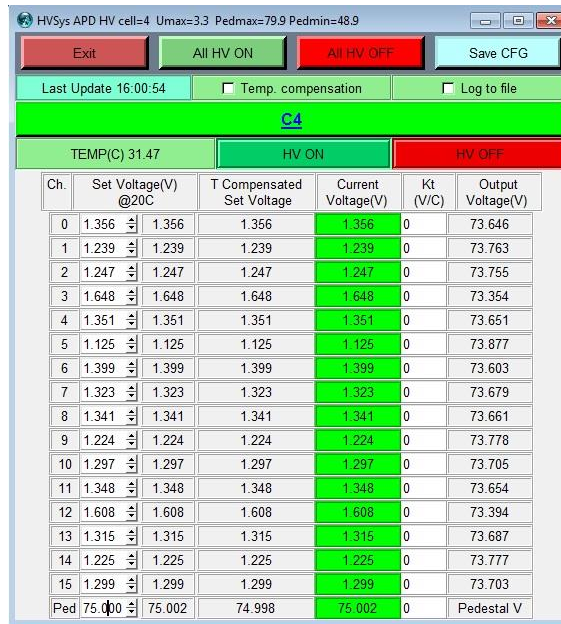 HVSys APD HV cell=4 Umax=3.3 Pedmax=79.9 Pedmin=48.9
Exit All HV ON All HV OFF Save CFG
Last Update 16:00:54 Temp. compensation Log to file
C4
TEMP(C) 31.47 HV ON HV OFF
Ch. Set Voltage(V) T Compensated Current Kt Output
@20C Set Voltage Voltage(V) (V/C) Voltage(V)
0 1.356 1.356 1.356 1.356 0 73.646
1 1.239 1.239 1.239 1.239 0 73.763
2 1.247 1.247 1.247 1.247 0 73.755
3 1.648 1.648 1.648 1.648 0 73.354
4 1.351 1.351 1.351 1.351 0 73.651
5 1.125 1.125 1.125 1.125 0 73.877
6 1.399 1.399 1.399 1.399 0 73.603
7 1.323 1.323 1.323 1.323 0 73.679
8 1.341 1.341 1.341 1.341 0 73.661
9 1.224 1.224 1.224 1.224 0 73.778
10 1.297 1.297 1.297 1.297 0 73.705
11 1.348 1.348 1.348 1.348 0 73.654
12 1.608 1.608 1.608 1.608 0 73.394
13 1.315 1.315 1.315 1.315 0 73.687
14 1.225 1.225 1.225 1.225 0 73.777
15 1.299 1.299 1.299 1.299 0 73.703
Ped 75.000 75.002 74.998 75.002 0 Pedestal V